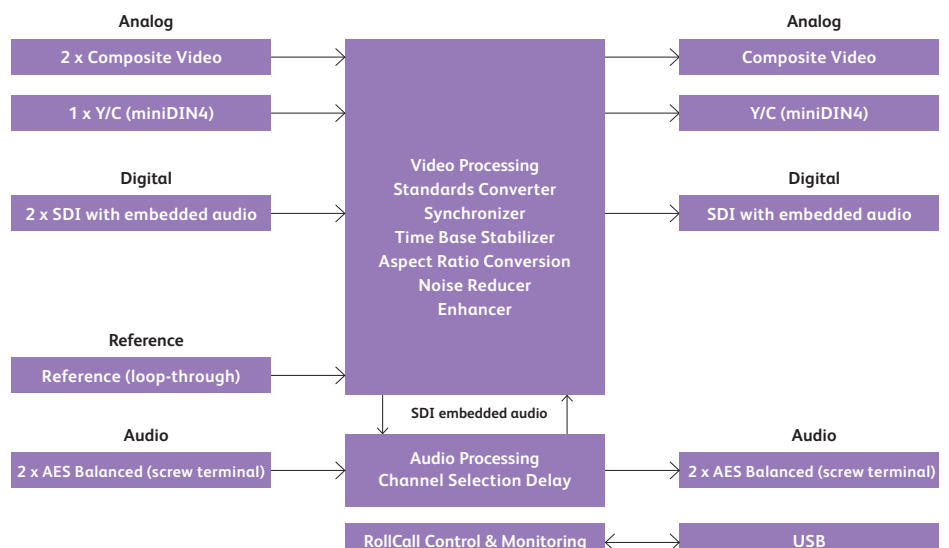 Analog
2 x Composite Video
1 x Y/C (miniDIN4)
Digital
2 x SDI with embedded audio
Reference
Reference (loop-through)
Audio
2 x AES Balanced (screw terminal)
Video Processing
Standards Converter
Synchronizer
Time Base Stabilizer
Aspect Ratio Conversion
Noise Reducer
Enhancer
SDI embedded audio
Audio Processing
Channel Selection Delay
RollCall Control & Monitoring
Analog
Composite Video
Y/C (miniDIN4)
Digital
SDI with embedded audio
Audio
2 x AES Balanced (screw terminal)
USB